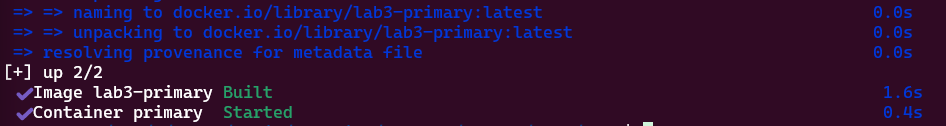 => => naming to docker.io/library/lab3-primary:latest 0.0s
=> => unpacking to docker.io/library/lab3-primary:latest 0.0s
=> resolving provenance for metadata file 0.0s
[+] up 2/2
✔Image lab3-primary Built 1.6s
✔Container primary Started 0.4s